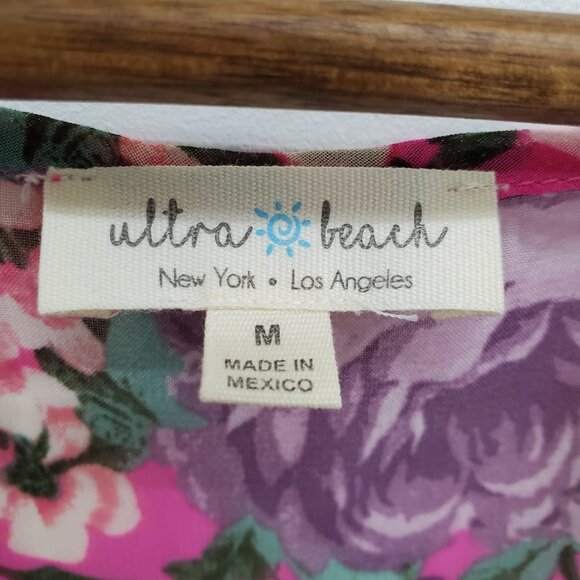 ultra beach
New York • Los Angeles
M
MADE IN
MEXICO